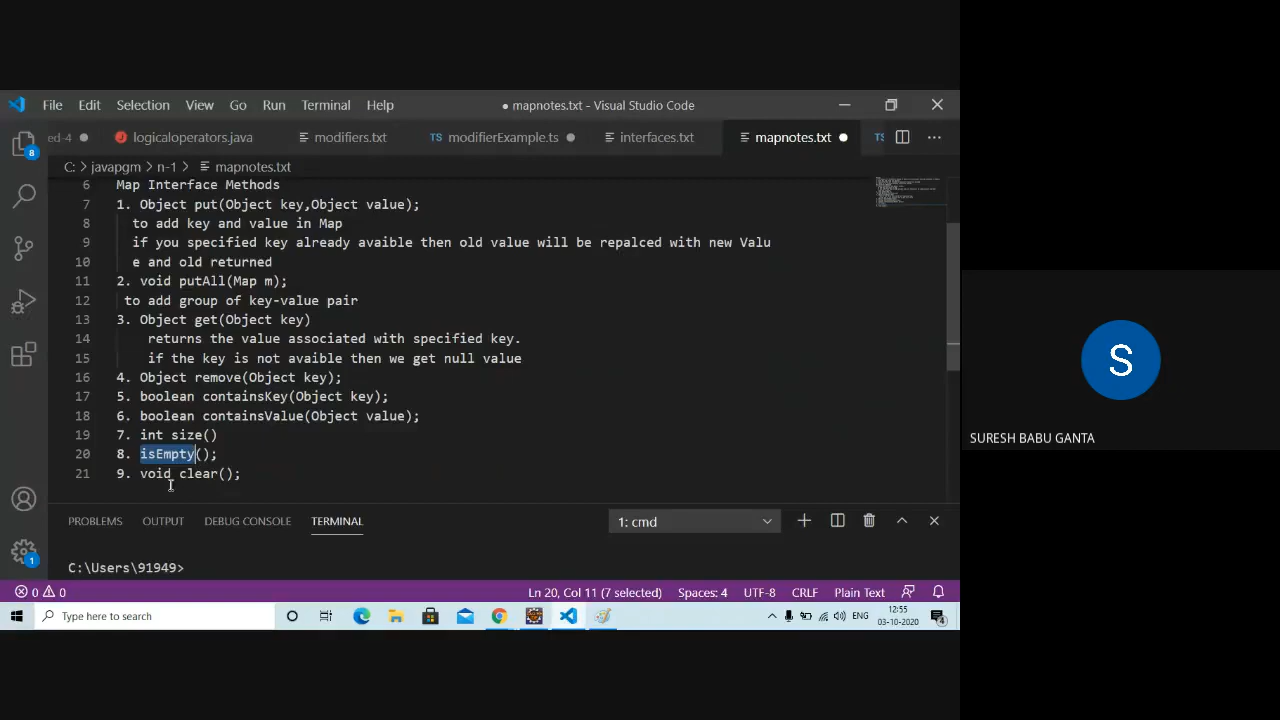 File Edit Selection View Go Run Terminal Help ● mapnotes.txt - Visual Studio Code
ed-4 logicaloperators.java modifiers.txt TS modifierExample.ts interfaces.txt mapnotes.txt TS
C: > javapgm > n-1 > mapnotes.txt
6 Map Interface Methods
7 1. Object put(Object key,Object value);
8 to add key and value in Map
9 if you specified key already avaible then old value will be repalced with new Valu
10 e and old returned
11 2. void putAll(Map m);
12 to add group of key-value pair
13 3. Object get(Object key)
14 returns the value associated with specified key.
15 if the key is not avaible then we get null value
16 4. Object remove(Object key);
17 5. boolean containsKey(Object key);
18 6. boolean containsValue(Object value);
19 7. int size()
20 8. isEmpty();
21 9. void clear();
8
1
PROBLEMS OUTPUT DEBUG CONSOLE TERMINAL 1: cmd
C:\Users\91949>
0 0 Ln 20, Col 11 (7 selected) Spaces: 4 UTF-8 CRLF Plain Text
Type here to search ENG 12:55
03-10-2020 4
S
SURESH BABU GANTA